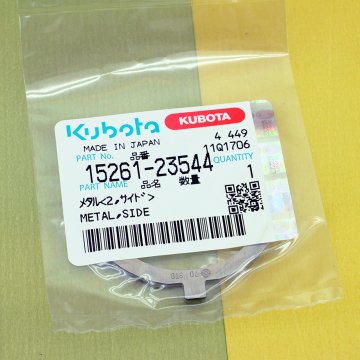 Kubota KUBOTA
MADE IN JAPAN 4 449
PART No. 品番 11Q1706
15261-23544
PART NAME 品名 数量 QUANTITY
メタル<2,サイド> 1
METAL,SIDE
STD